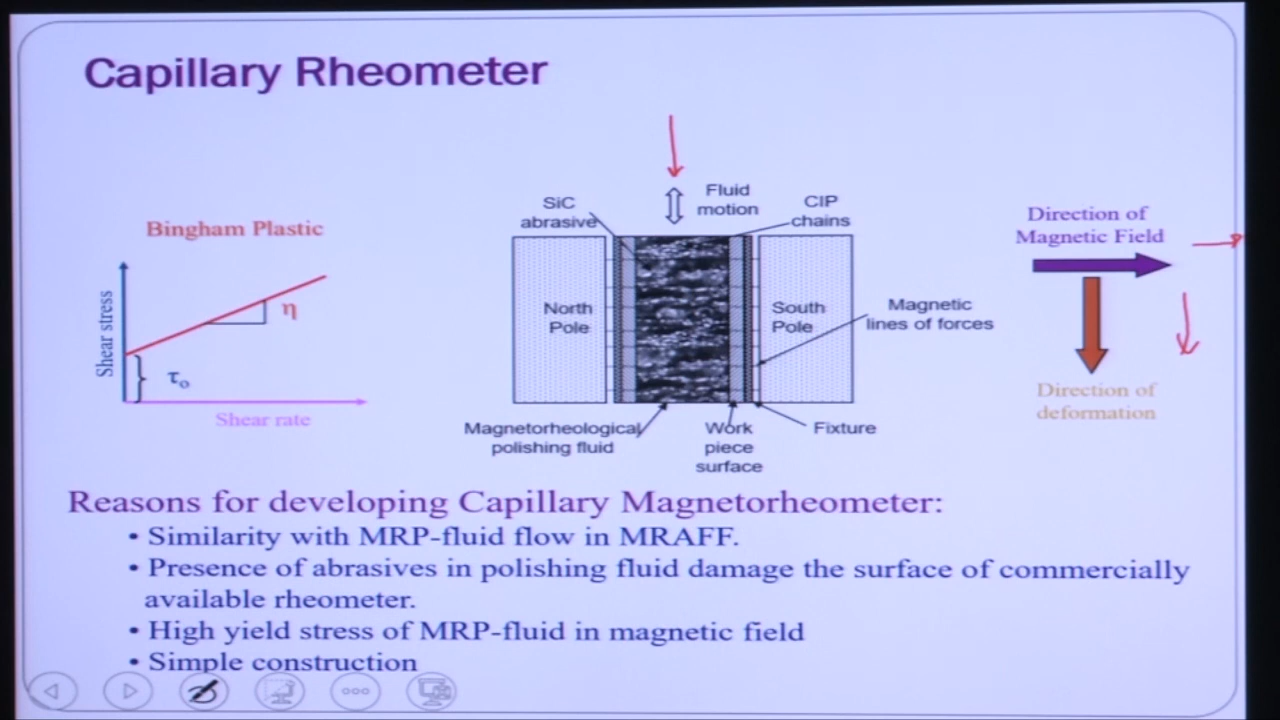 Capillary Rheometer
Bingham Plastic
Shear stress
η
τo
Shear rate
SiC
abrasive
Fluid
motion
CIP
chains
North
Pole
South
Pole
Magnetic
lines of forces
Magnetorheological
polishing fluid
Work
piece
surface
Fixture
Direction of
Magnetic Field
Direction of
deformation
Reasons for developing Capillary Magnetorheometer:
• Similarity with MRP-fluid flow in MRAFF.
• Presence of abrasives in polishing fluid damage the surface of commercially
available rheometer.
• High yield stress of MRP-fluid in magnetic field
• Simple construction